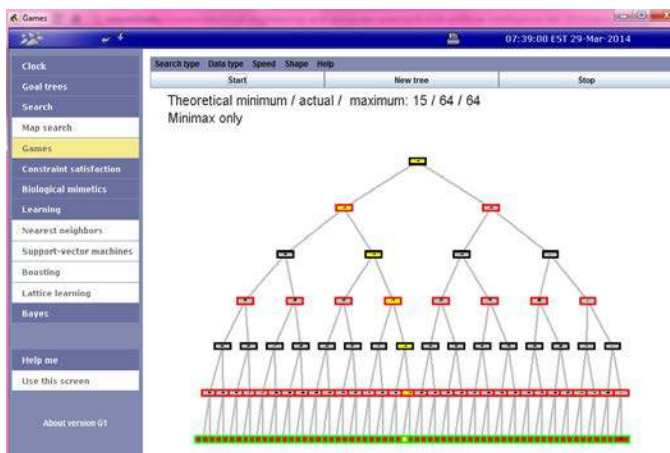 Games
07:39:00 EST 29-Mar-2014
Clock
Goal trees
Search
Map search
Games
Constraint satisfaction
Biological mimetics
Learning
Nearest neighbors
Support-vector machines
Boosting
Lattice learning
Bayes
Help me
Use this screen
About version G1
Search type Data type Speed Shape Help
Start New tree Stop
Theoretical minimum / actual / maximum: 15 / 64 / 64
Minimax only